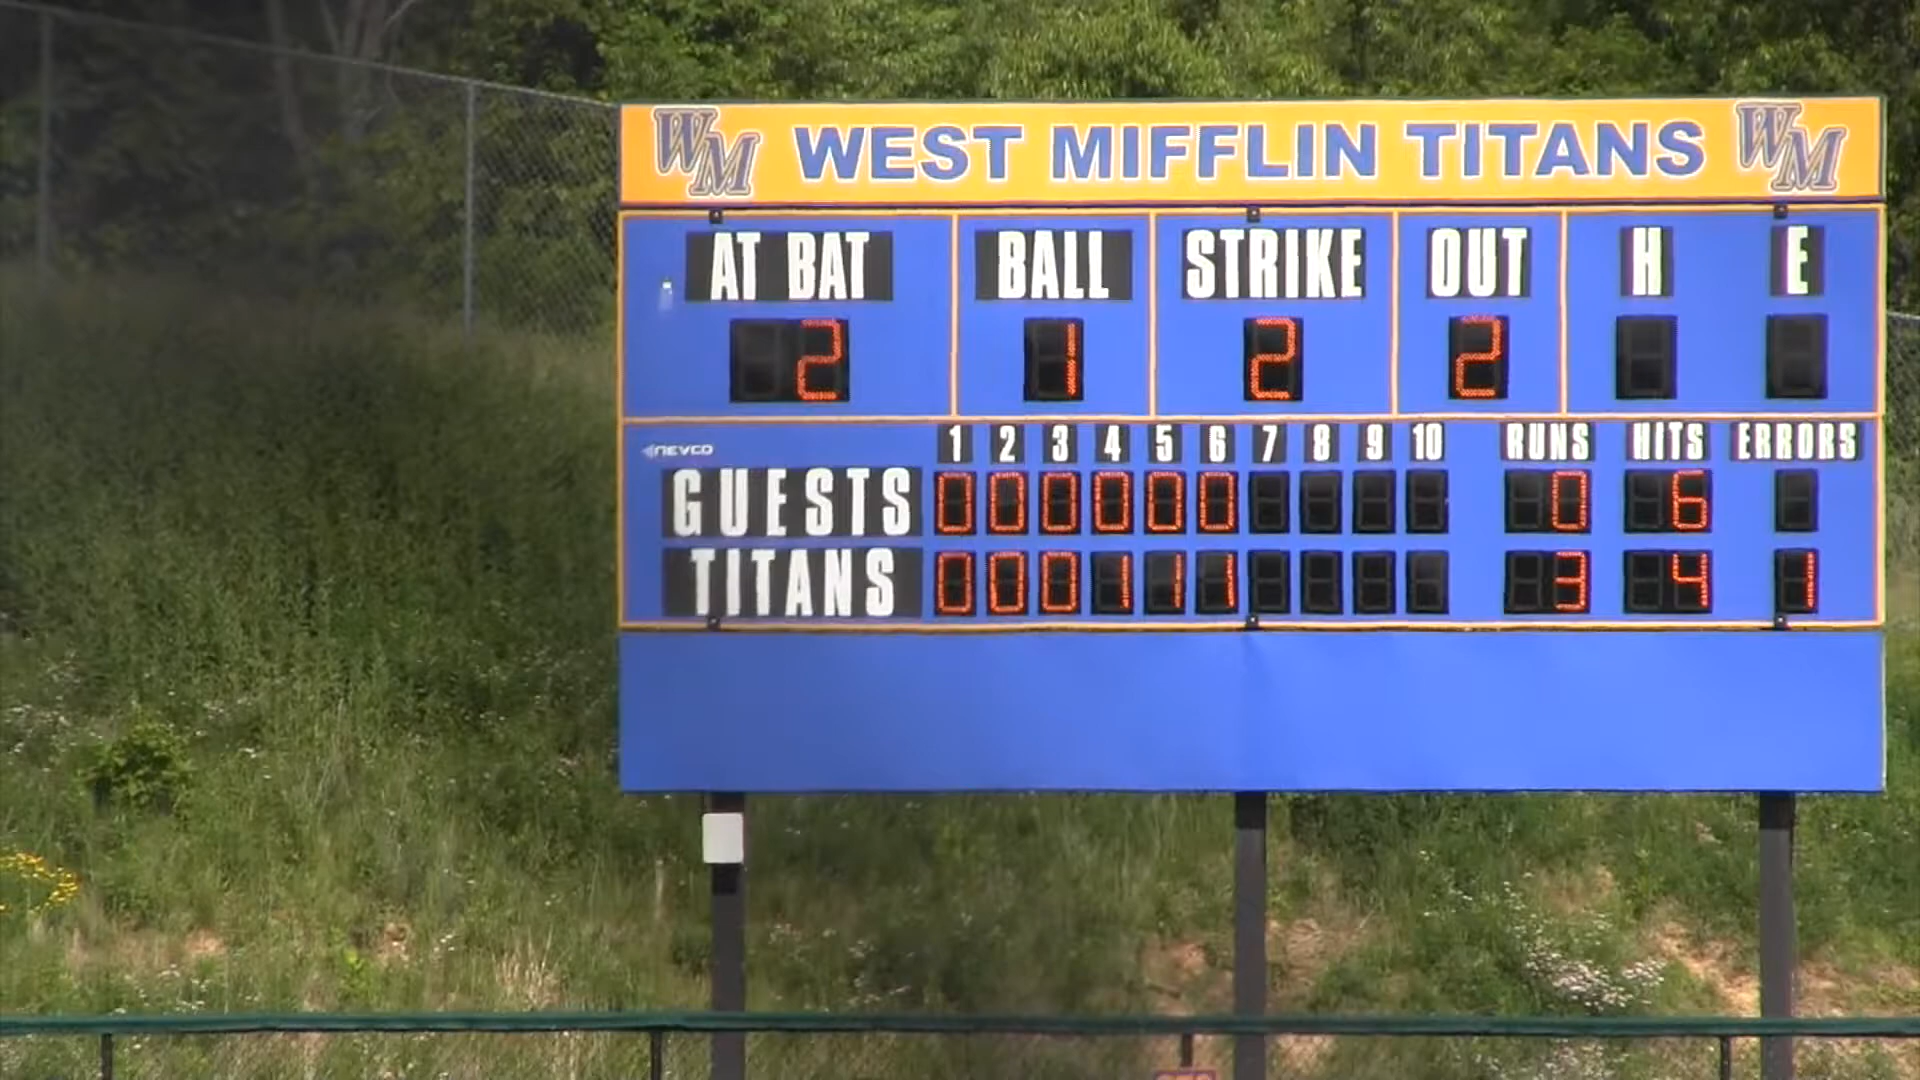 WM WEST MIFFLIN TITANS WM
AT BAT BALL STRIKE OUT H E
2 1 2 2
NEVCO 1 2 3 4 5 6 7 8 9 10 RUNS HITS ERRORS
GUESTS 0 0 0 0 0 0 0 6
TITANS 0 0 0 1 1 1 3 4 1